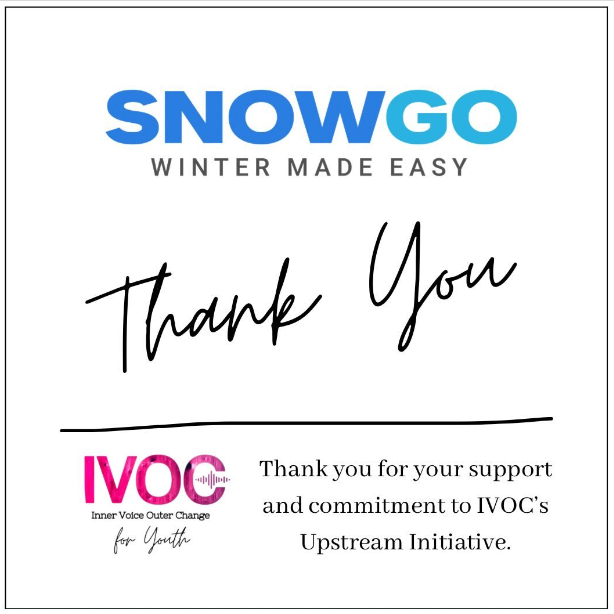 SNOWGO
WINTER MADE EASY
Thank You
IVOC
Inner Voice Outer Change
for Youth
Thank you for your support
and commitment to IVOC’s
Upstream Initiative.